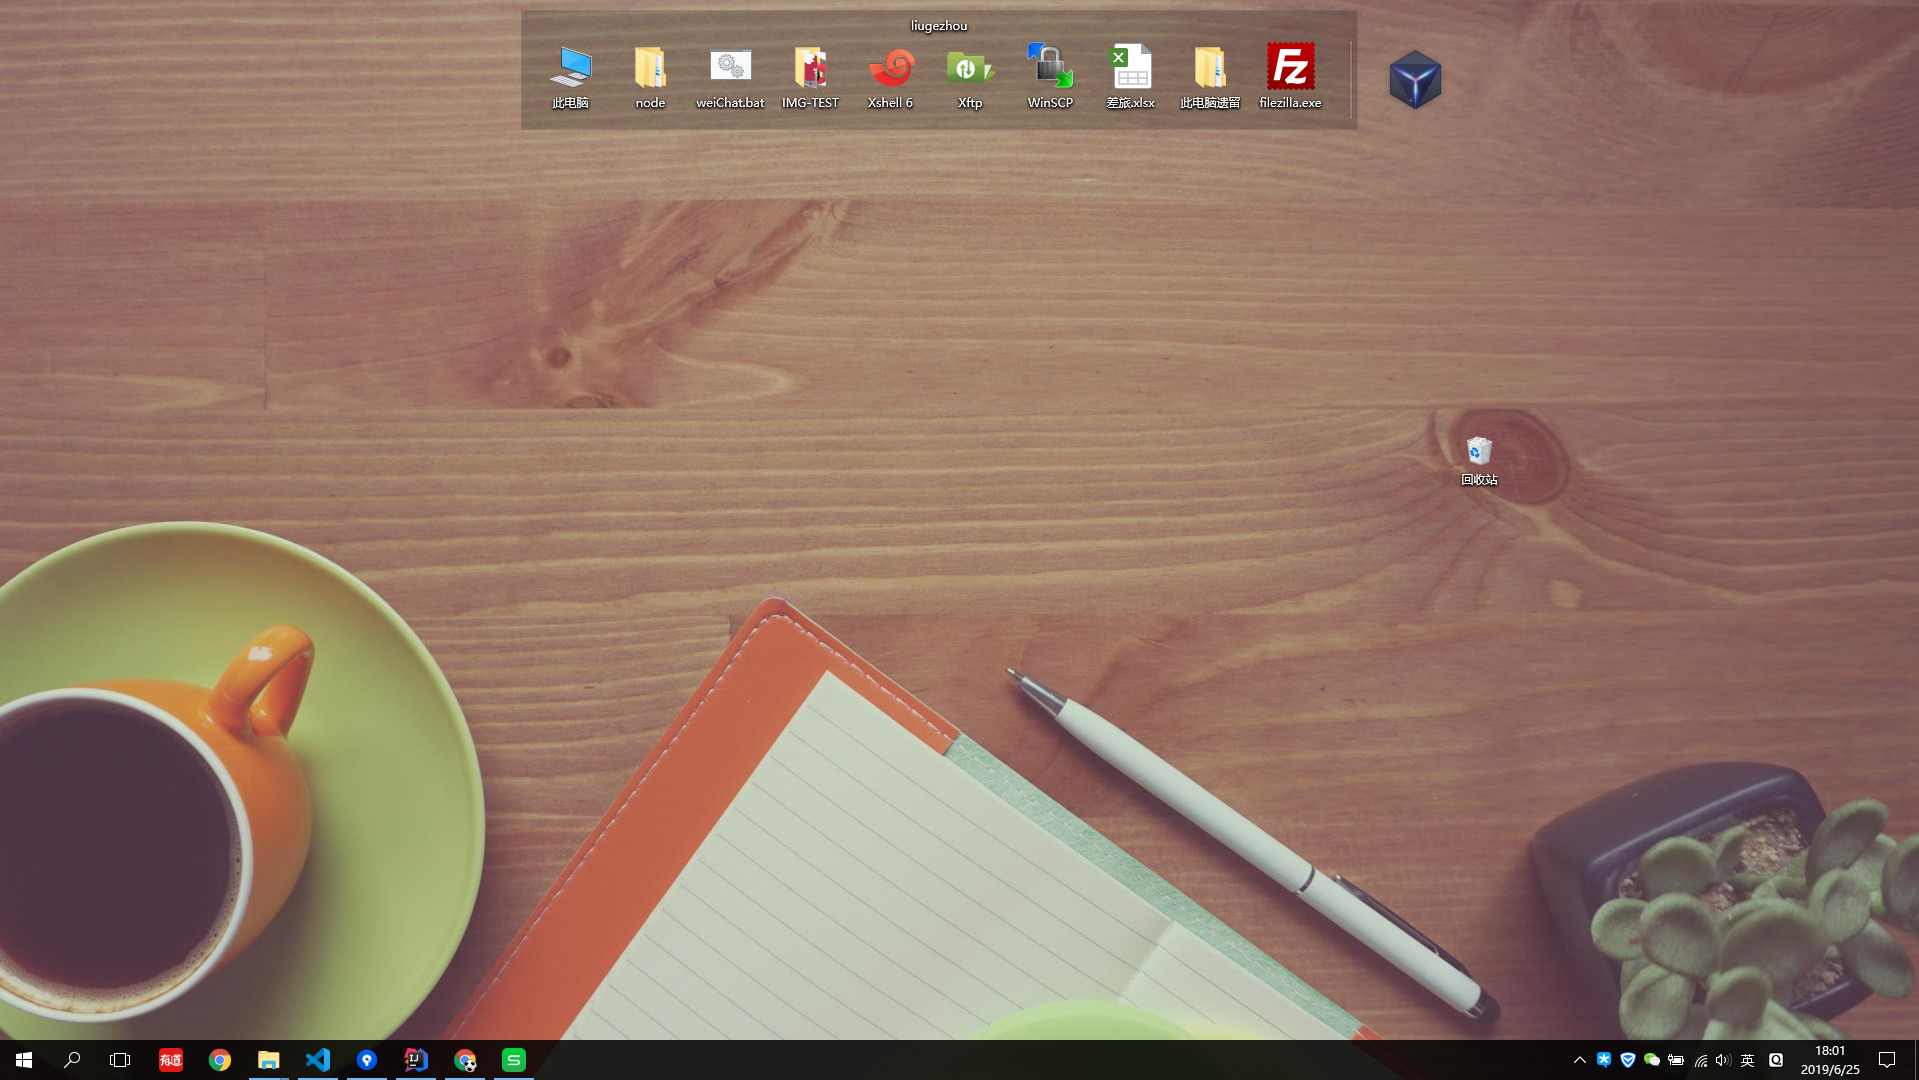 liugezhou
此电脑
node
weiChat.bat
IMG-TEST
Xshell 6
Xftp
WinSCP
差旅.xlsx
此电脑遗留
filezilla.exe
回收站
有道
英
18:01
2019/6/25